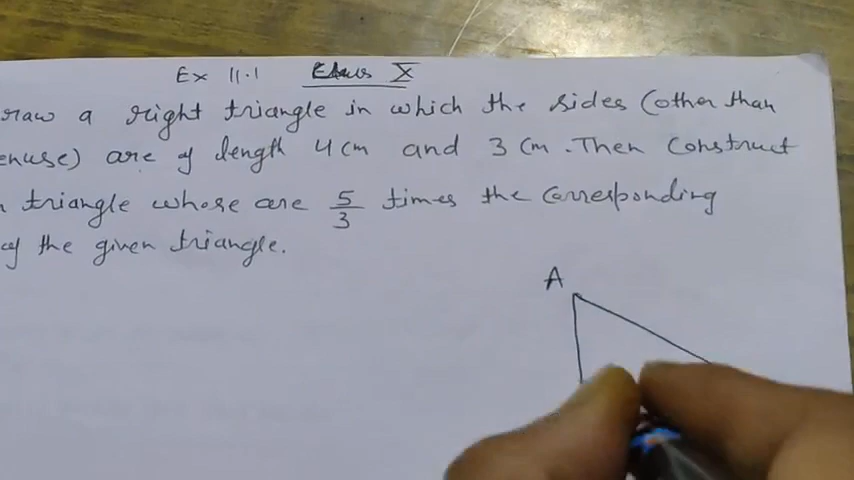 Ex 11.1 Class X
raw a right triangle in which the sides (other than
enuse) are of length 4 cm and 3 cm. Then construct
triangle whose are 5/3 times the corresponding
of the given triangle.
A